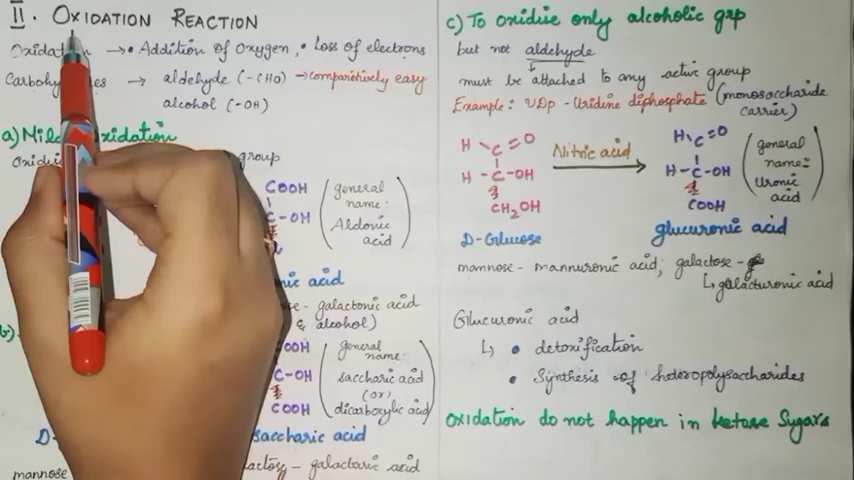 II. OXIDATION REACTION
Oxidation → • Addition of Oxygen, • Loss of electrons
→ aldehyde (-CHO) → comparitively easy
alcohol (-OH)
a) Mild oxidation
group
COOH
C-OH
(general name: Aldonic acid)
acid
galactonic acid
b)
& alcohol)
COOH
C-OH
COOH
(general name: saccharic acid (or) dicarboxylic acid)
D-
saccharic acid
mannose
galactaric acid
c) To oxidise only alcoholic grp
but not aldehyde
must be attached to any active group
Example: UDP - Uridine diphosphate (monosaccharide carrier)
H C=O
H - C - OH
CH2OH
Nitric acid
H C=O
H - C - OH
COOH
(general name: Uronic acid)
D-Glucose
glucuronic acid
mannose - mannuronic acid; galactose -
↳ galacturonic acid
Glucuronic acid
↳ • detoxification
• Synthesis of heteropolysaccharides
Oxidation do not happen in ketose Sugars